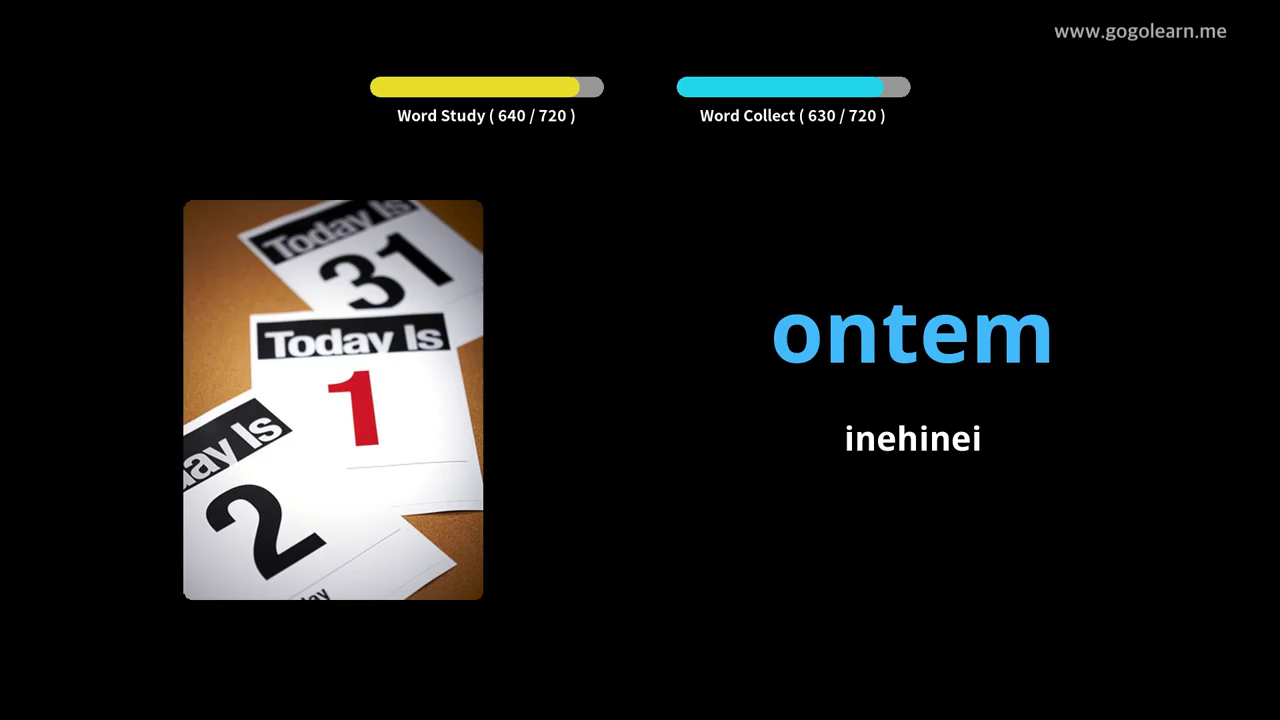 www.gogolearn.me
Word Study ( 640 / 720 )
Word Collect ( 630 / 720 )
Today Is
31
Today Is
1
ay Is
2
ontem
inehinei